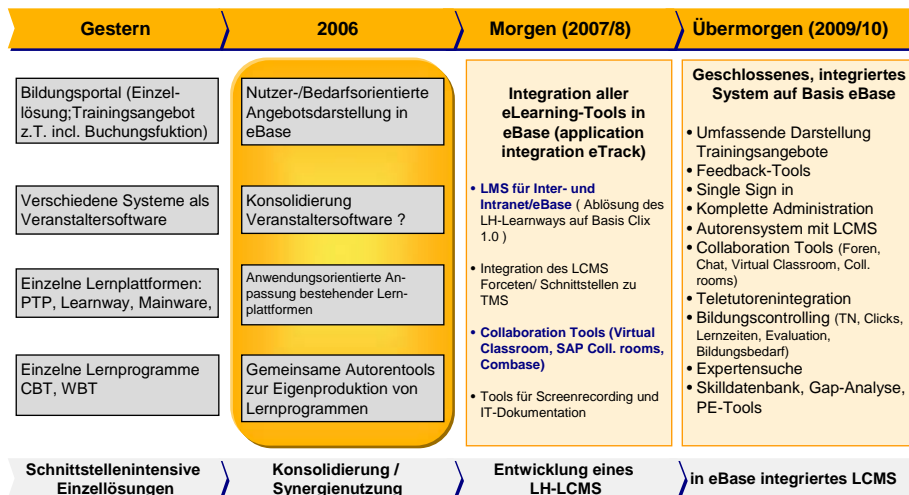 Gestern
2006
Morgen (2007/8)
Übermorgen (2009/10)
Bildungsportal (Einzel-
lösung;Trainingsangebot
z.T. incl. Buchungsfuktion)
Verschiedene Systeme als
Veranstaltersoftware
Einzelne Lernplattformen:
PTP, Learnway, Mainware,
Einzelne Lernprogramme
CBT, WBT
Nutzer-/Bedarfsorientierte
Angebotsdarstellung in
eBase
Konsolidierung
Veranstaltersoftware ?
Anwendungsorientierte An-
passung bestehender Lern-
plattformen
Gemeinsame Autorentools
zur Eigenproduktion von
Lernprogrammen
Integration aller
eLearning-Tools in
eBase (application
integration eTrack)
• LMS für Inter- und
Intranet/eBase ( Ablösung des
LH-Learnways auf Basis Clix
1.0 )
• Integration des LCMS
Forceten/ Schnittstellen zu
TMS
• Collaboration Tools (Virtual
Classroom, SAP Coll. rooms,
Combase)
• Tools für Screenrecording und
IT-Dokumentation
Geschlossenes, integriertes
System auf Basis eBase
• Umfassende Darstellung
Trainingsangebote
• Feedback-Tools
• Single Sign in
• Komplette Administration
• Autorensystem mit LCMS
• Collaboration Tools (Foren,
Chat, Virtual Classroom, Coll.
rooms)
• Teletutorenintegration
• Bildungscontrolling (TN, Clicks,
Lernzeiten, Evaluation,
Bildungsbedarf)
• Expertensuche
• Skilldatenbank, Gap-Analyse,
PE-Tools
Schnittstellenintensive
Einzellösungen
Konsolidierung /
Synergienutzung
Entwicklung eines
LH-LCMS
in eBase integriertes LCMS